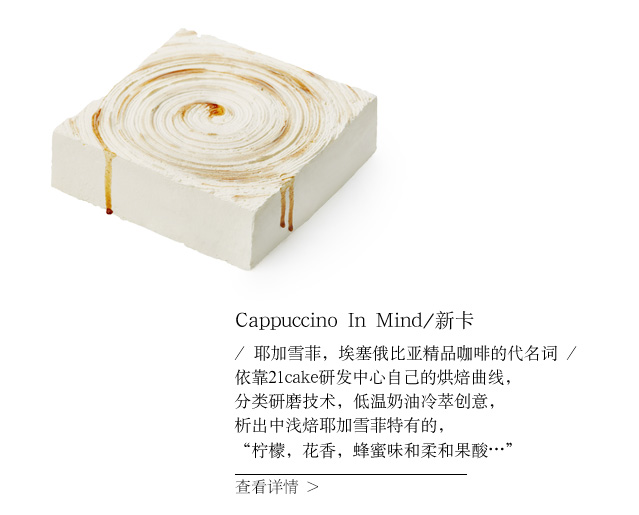 Cappuccino In Mind/新卡
/ 耶加雪菲，埃塞俄比亚精品咖啡的代名词 /
依靠21cake研发中心自己的烘焙曲线，
分类研磨技术，低温奶油冷萃创意，
析出中浅焙耶加雪菲特有的，
“柠檬，花香，蜂蜜味和柔和果酸…”
查看详情 >